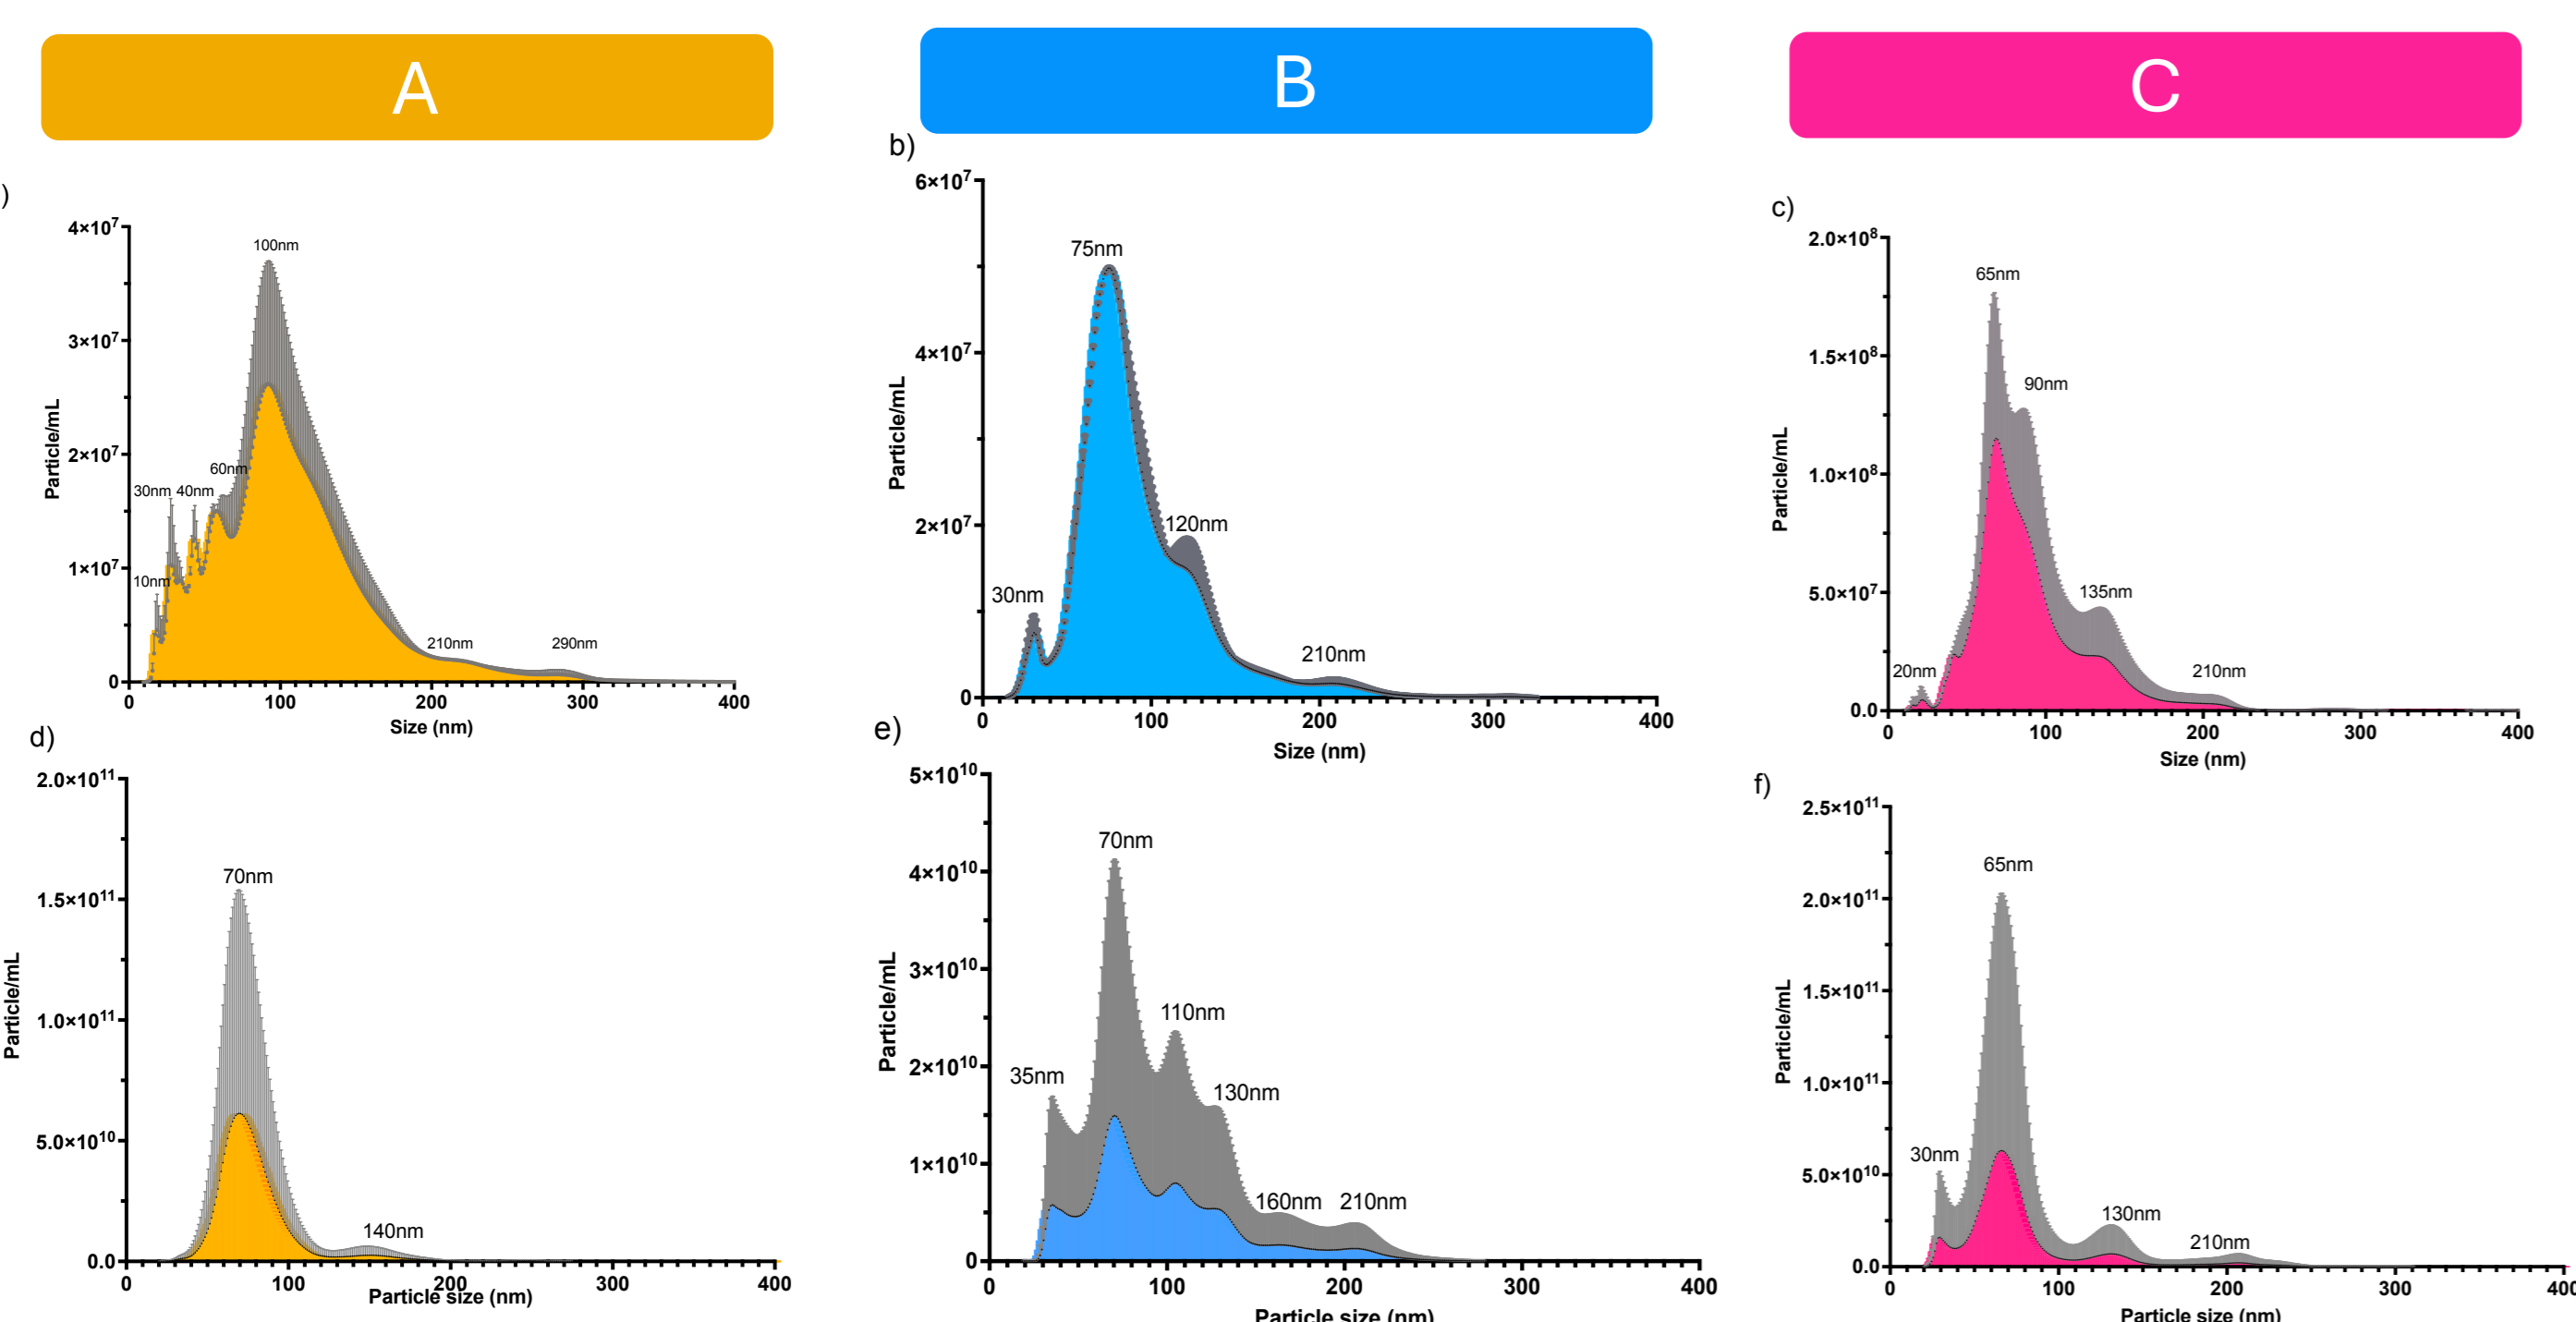 A
B
C
)
4×10⁷
3×10⁷
2×10⁷
1×10⁷
0
Particle/mL
100nm
60nm
30nm 40nm
10nm
210nm
290nm
0 100 200 300 400
Size (nm)
b)
6×10⁷
4×10⁷
2×10⁷
0
Particle/mL
75nm
120nm
30nm
210nm
0 100 200 300 400
Size (nm)
c)
2.0×10⁸
1.5×10⁸
1.0×10⁸
5.0×10⁷
0.0
Particle/mL
65nm
90nm
135nm
20nm
210nm
0 100 200 300 400
Size (nm)
d)
2.0×10¹¹
1.5×10¹¹
1.0×10¹¹
5.0×10¹⁰
0.0
Particle/mL
70nm
140nm
0 100 200 300 400
Particle size (nm)
e)
5×10¹⁰
4×10¹⁰
3×10¹⁰
2×10¹⁰
1×10¹⁰
0
Particle/mL
70nm
110nm
35nm
130nm
160nm 210nm
0 100 200 300 400
Particle size (nm)
f)
2.5×10¹¹
2.0×10¹¹
1.5×10¹¹
1.0×10¹¹
5.0×10¹⁰
0.0
Particle/mL
65nm
30nm
130nm
210nm
0 100 200 300 400
Particle size (nm)